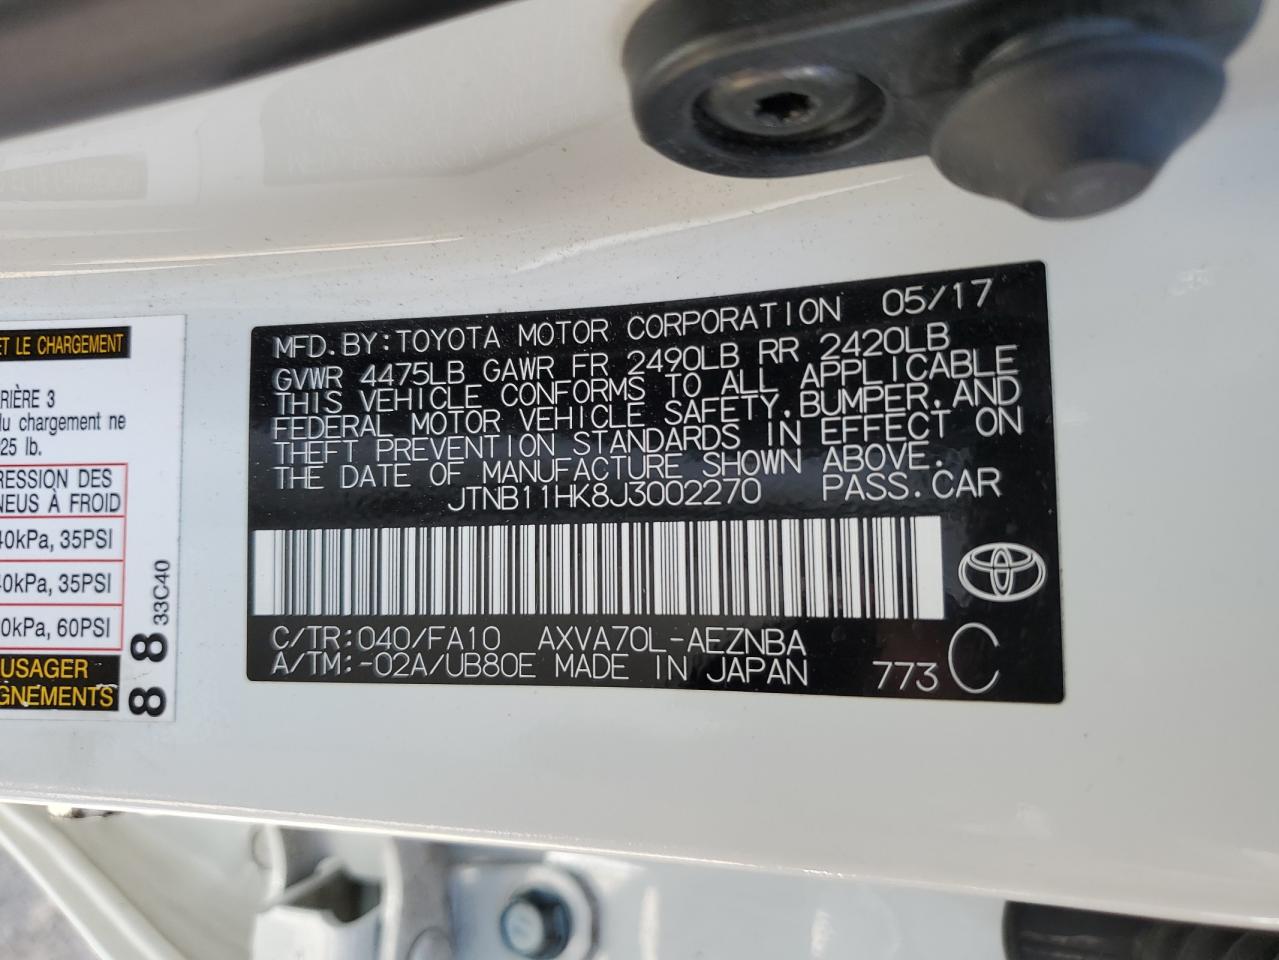 ET LE CHARGEMENT
RIÈRE 3
du chargement ne
25 lb.
RESSION DES
NEUS À FROID
40kPa, 35PSI
40kPa, 35PSI
0kPa, 60PSI
USAGER
GNEMENTS
8 8 33C40
MFD.BY:TOYOTA MOTOR CORPORATION 05/17
GVWR 4475LB GAWR FR 2490LB RR 2420LB
THIS VEHICLE CONFORMS TO ALL APPLICABLE
FEDERAL MOTOR VEHICLE SAFETY,BUMPER,AND
THEFT PREVENTION STANDARDS IN EFFECT ON
THE DATE OF MANUFACTURE SHOWN ABOVE.
JTNB11HK8J3002270 PASS.CAR
C/TR:040/FA10 AXVA70L-AEZNBA
A/TM:-02A/UB80E MADE IN JAPAN 773 C